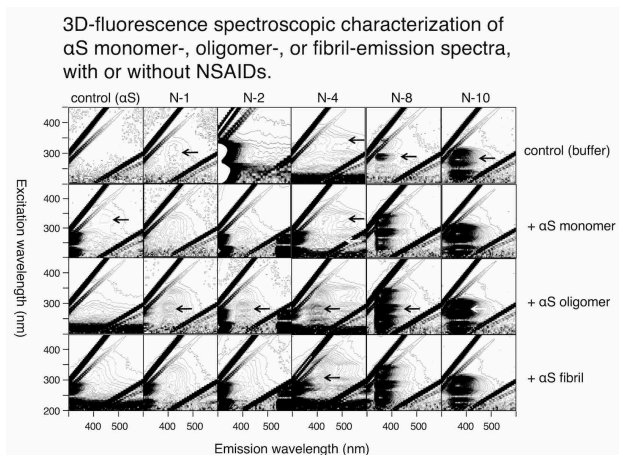 3D-fluorescence spectroscopic characterization of
αS monomer-, oligomer-, or fibril-emission spectra,
with or without NSAIDs.
control (αS) N-1 N-2 N-4 N-8 N-10
400
300
control (buffer)
400
300
200
+ αS monomer
400
300
200
+ αS oligomer
400
300
200
+ αS fibril
Excitation wavelength (nm)
400 500 400 500 400 500 400 500 400 500 400 500
Emission wavelength (nm)